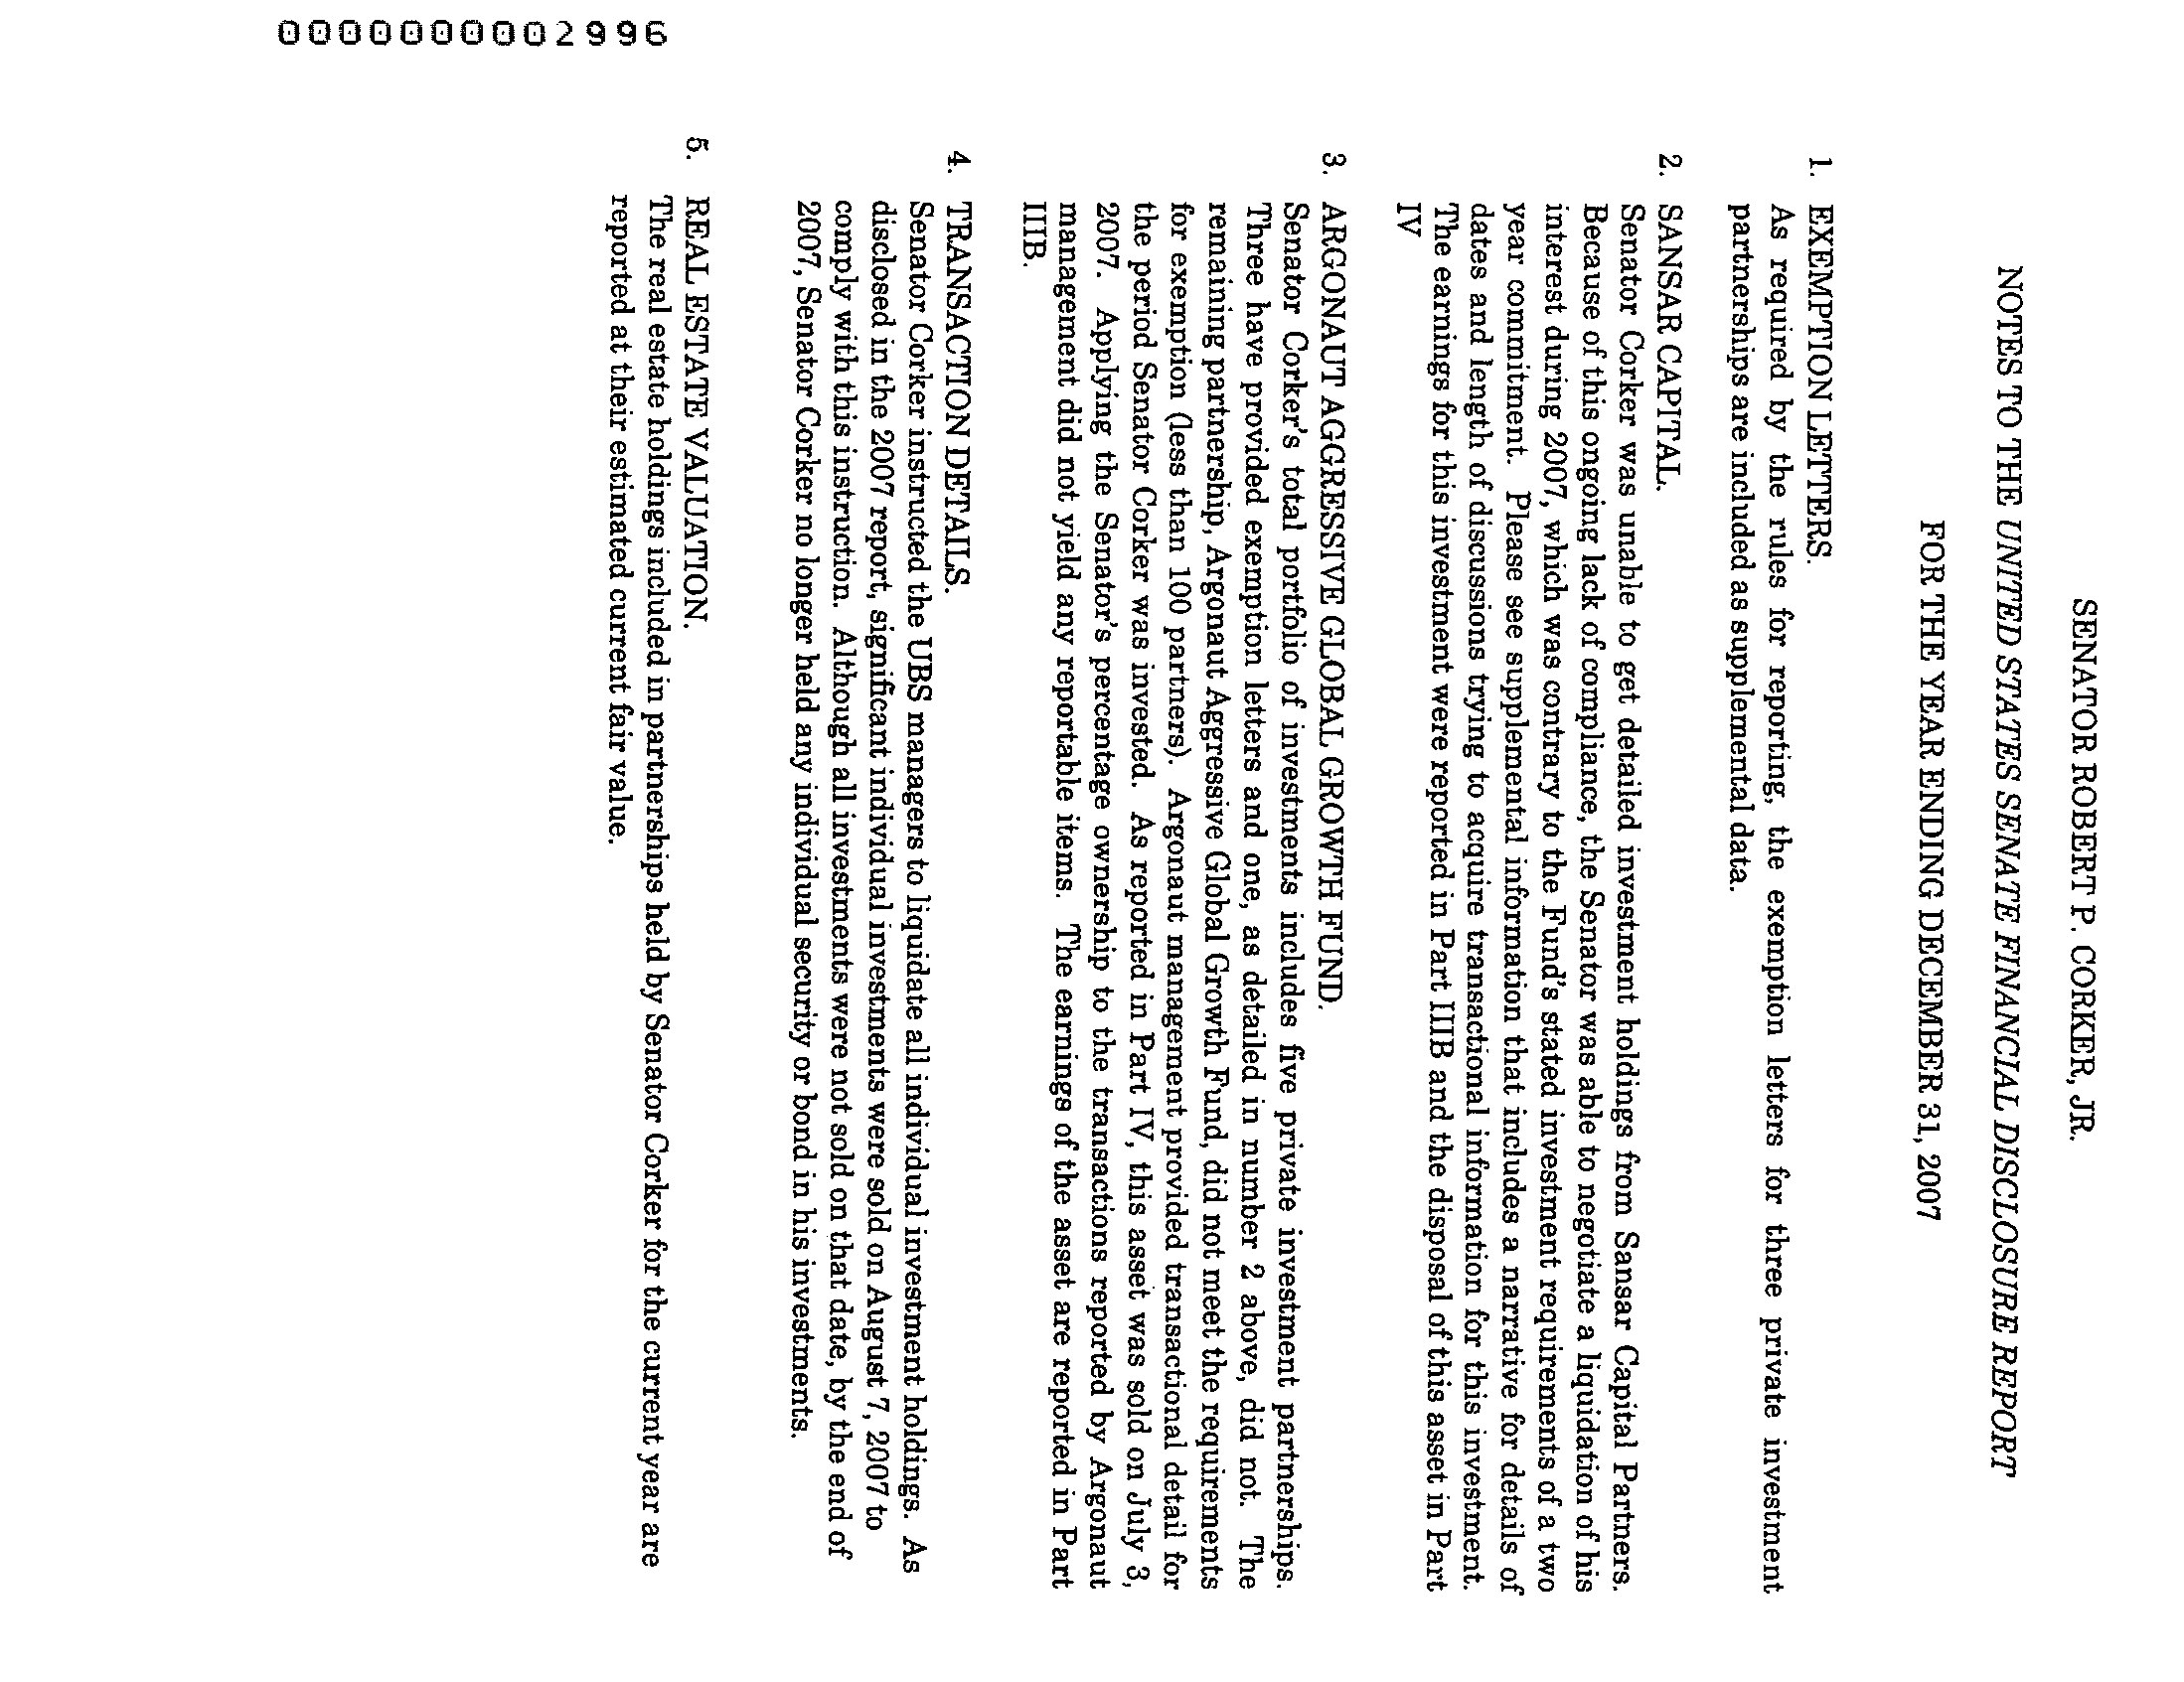 SENATOR ROBERT P. CORKER, JR.
NOTES TO THE UNITED STATES SENATE FINANCIAL DISCLOSURE REPORT
FOR THE YEAR ENDING DECEMBER 31, 2007
1. EXEMPTION LETTERS.
As required by the rules for reporting, the exemption letters for three private investment
partnerships are included as supplemental data.
2. SANSAR CAPITAL.
Senator Corker was unable to get detailed investment holdings from Sansar Capital Partners.
Because of this ongoing lack of compliance, the Senator was able to negotiate a liquidation of his
interest during 2007, which was contrary to the Fund's stated investment requirements of a two
year commitment. Please see supplemental information that includes a narrative for details of
dates and length of discussions trying to acquire transactional information for this investment.
The earnings for this investment were reported in Part IIIB and the disposal of this asset in Part
IV
3. ARGONAUT AGGRESSIVE GLOBAL GROWTH FUND.
Senator Corker's total portfolio of investments includes five private investment partnerships.
Three have provided exemption letters and one, as detailed in number 2 above, did not. The
remaining partnership, Argonaut Aggressive Global Growth Fund, did not meet the requirements
for exemption (less than 100 partners). Argonaut management provided transactional detail for
the period Senator Corker was invested. As reported in Part IV, this asset was sold on July 3,
2007. Applying the Senator's percentage ownership to the transactions reported by Argonaut
management did not yield any reportable items. The earnings of the asset are reported in Part
IIIB.
4. TRANSACTION DETAILS.
Senator Corker instructed the UBS managers to liquidate all individual investment holdings. As
disclosed in the 2007 report, significant individual investments were sold on August 7, 2007 to
comply with this instruction. Although all investments were not sold on that date, by the end of
2007, Senator Corker no longer held any individual security or bond in his investments.
5. REAL ESTATE VALUATION.
The real estate holdings included in partnerships held by Senator Corker for the current year are
reported at their estimated current fair value.
0000000002996